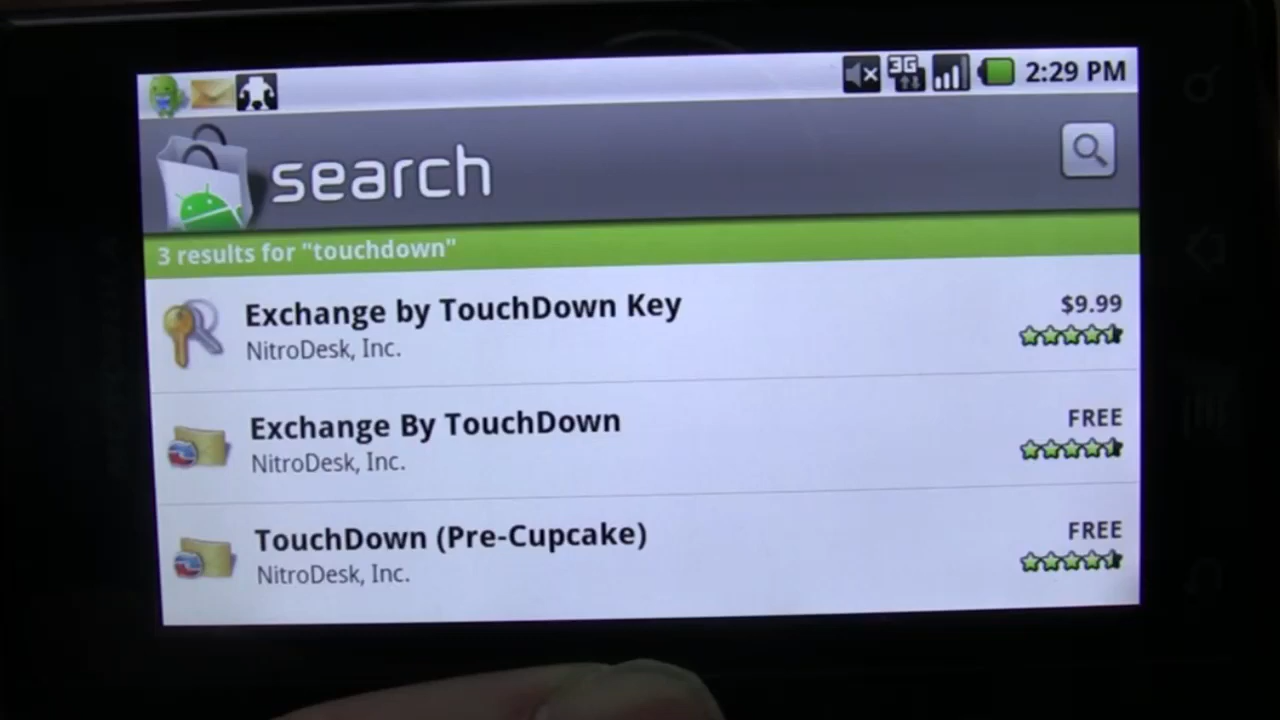 3G 2:29 PM
search
3 results for "touchdown"
Exchange by TouchDown Key
$9.99
NitroDesk, Inc.
Exchange By TouchDown
FREE
NitroDesk, Inc.
TouchDown (Pre-Cupcake)
FREE
NitroDesk, Inc.